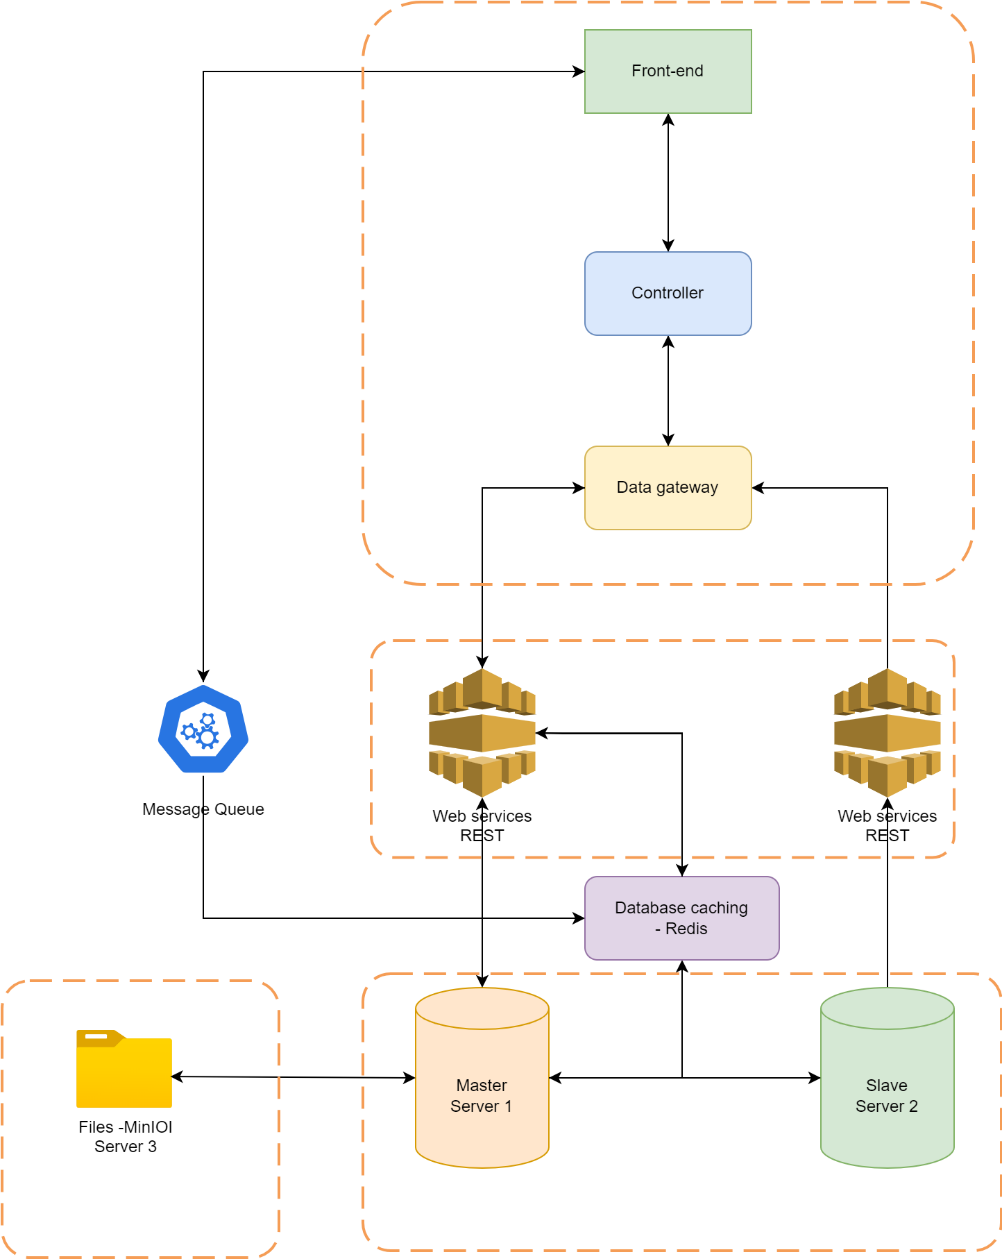 Front-end
Controller
Data gateway
Message Queue
Web services
REST
Web services
REST
Database caching
- Redis
Master
Server 1
Slave
Server 2
Files -MinIOI
Server 3